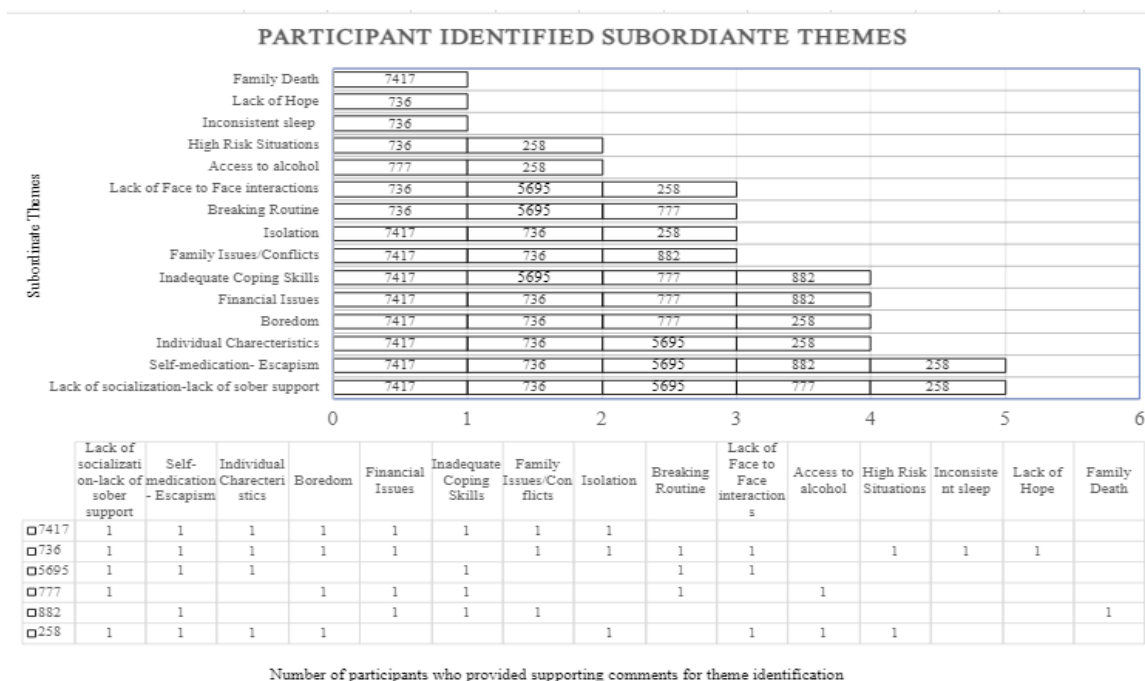 PARTICIPANT IDENTIFIED SUBORDIANTE THEMES
Subordinate Themes
Family Death 7417
Lack of Hope 736
Inconsistent sleep 736
High Risk Situations 736 258
Access to alcohol 777 258
Lack of Face to Face interactions 736 5695 258
Breaking Routine 736 5695 777
Isolation 7417 736 258
Family Issues/Conflicts 7417 736 882
Inadequate Coping Skills 7417 5695 777 882
Financial Issues 7417 736 777 882
Boredom 7417 736 777 258
Individual Charecteristics 7417 736 5695 258
Self-medication- Escapism 7417 736 5695 882 258
Lack of socialization-lack of sober support 7417 736 5695 777 258
0 1 2 3 4 5 6
Lack of
socializati
on-lack of
sober
support
Self-
medication
- Escapism
Individual
Charecteri
stics
Boredom
Financial
Issues
Inadequate
Coping
Skills
Family
Issues/Con
flicts
Isolation
Breaking
Routine
Lack of
Face to
Face
interaction
s
Access to
alcohol
High Risk
Situations
Inconsiste
nt sleep
Lack of
Hope
Family
Death
7417 1 1 1 1 1 1 1 1
736 1 1 1 1 1 1 1 1 1 1 1 1
5695 1 1 1 1 1 1
777 1 1 1 1 1 1
882 1 1 1 1 1
258 1 1 1 1 1 1 1 1
Number of participants who provided supporting comments for theme identification